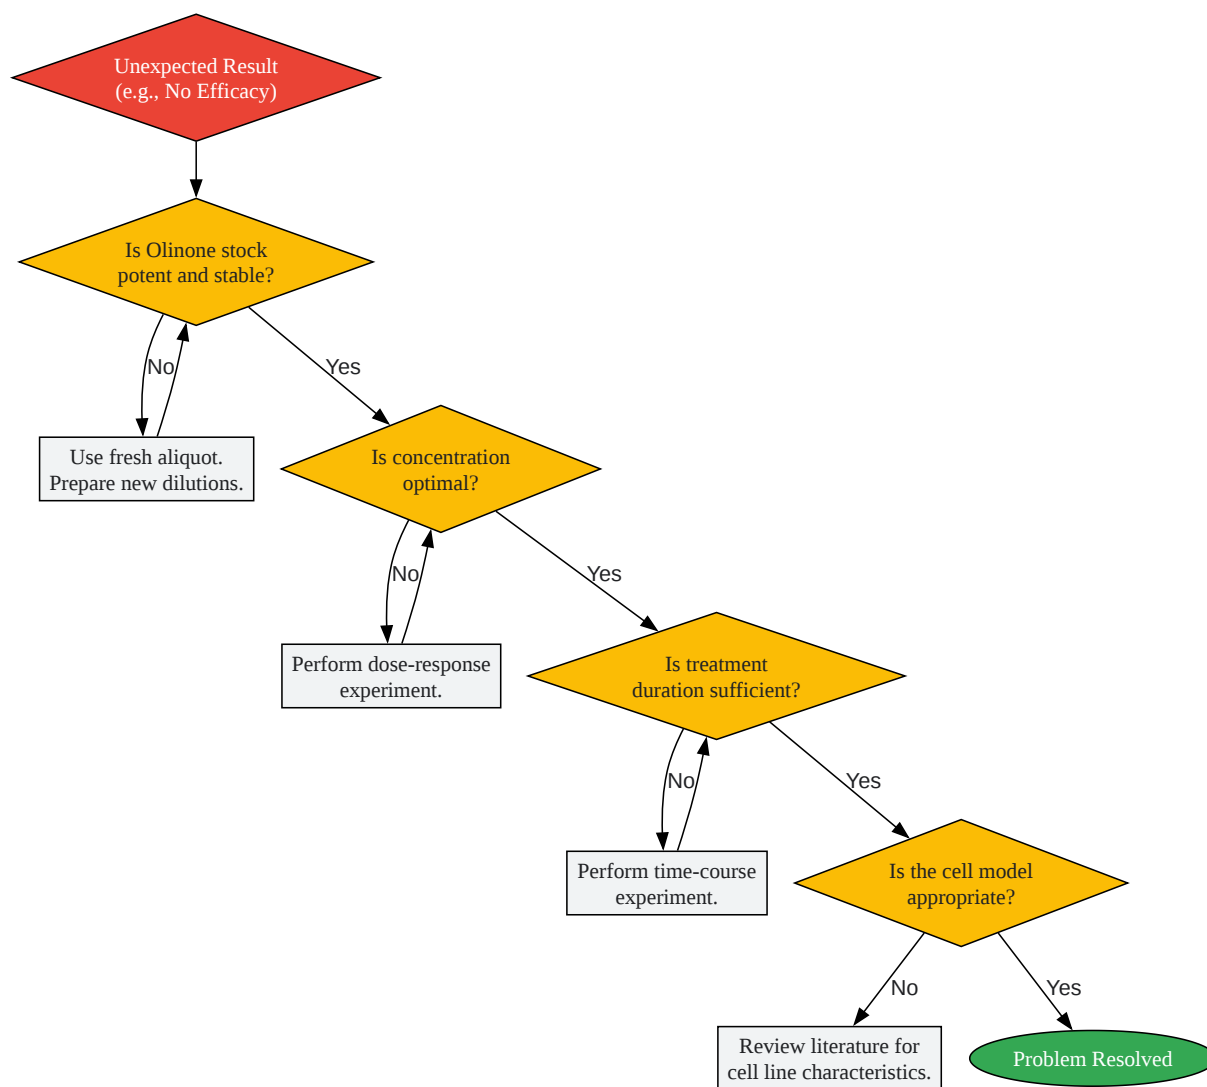 Unexpected Result
(e.g., No Efficacy)
Is Olinone stock
potent and stable?
No
Yes
Use fresh aliquot.
Prepare new dilutions.
Is concentration
optimal?
No
Yes
Perform dose-response
experiment.
Is treatment
duration sufficient?
No
Yes
Perform time-course
experiment.
Is the cell model
appropriate?
No
Yes
Review literature for
cell line characteristics.
Problem Resolved